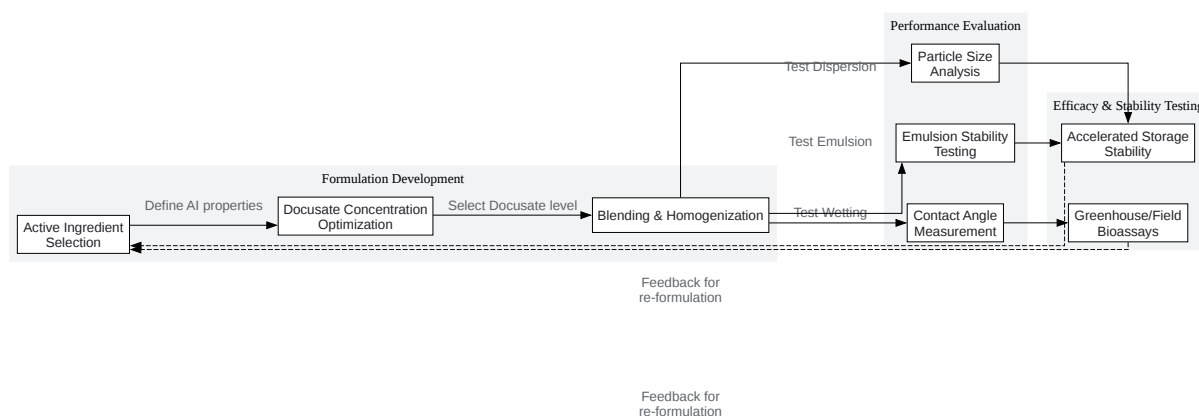 Performance Evaluation
Particle Size
Analysis
Test Dispersion
Efficacy & Stability Testing
Test Emulsion
Emulsion Stability
Testing
Accelerated Storage
Stability
Formulation Development
Define AI properties
Docusate Concentration
Optimization
Select Docusate level
Blending & Homogenization
Test Wetting
Contact Angle
Measurement
Greenhouse/Field
Bioassays
Active Ingredient
Selection
Feedback for
re-formulation
Feedback for
re-formulation